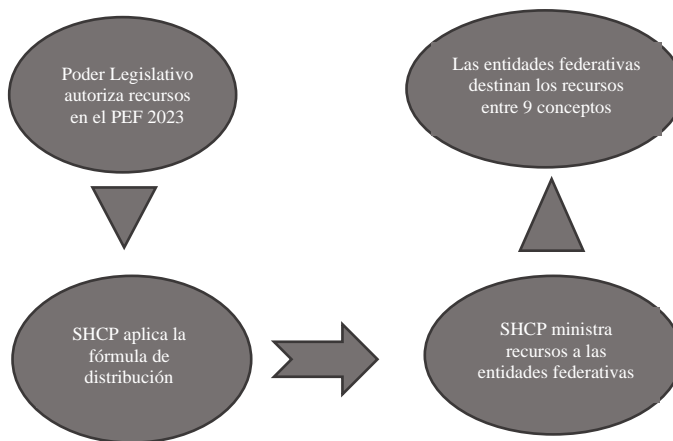 Poder Legislativo
autoriza recursos
en el PEF 2023
SHCP aplica la
fórmula de
distribución
SHCP ministra
recursos a las
entidades federativas
Las entidades federativas
destinan los recursos
entre 9 conceptos